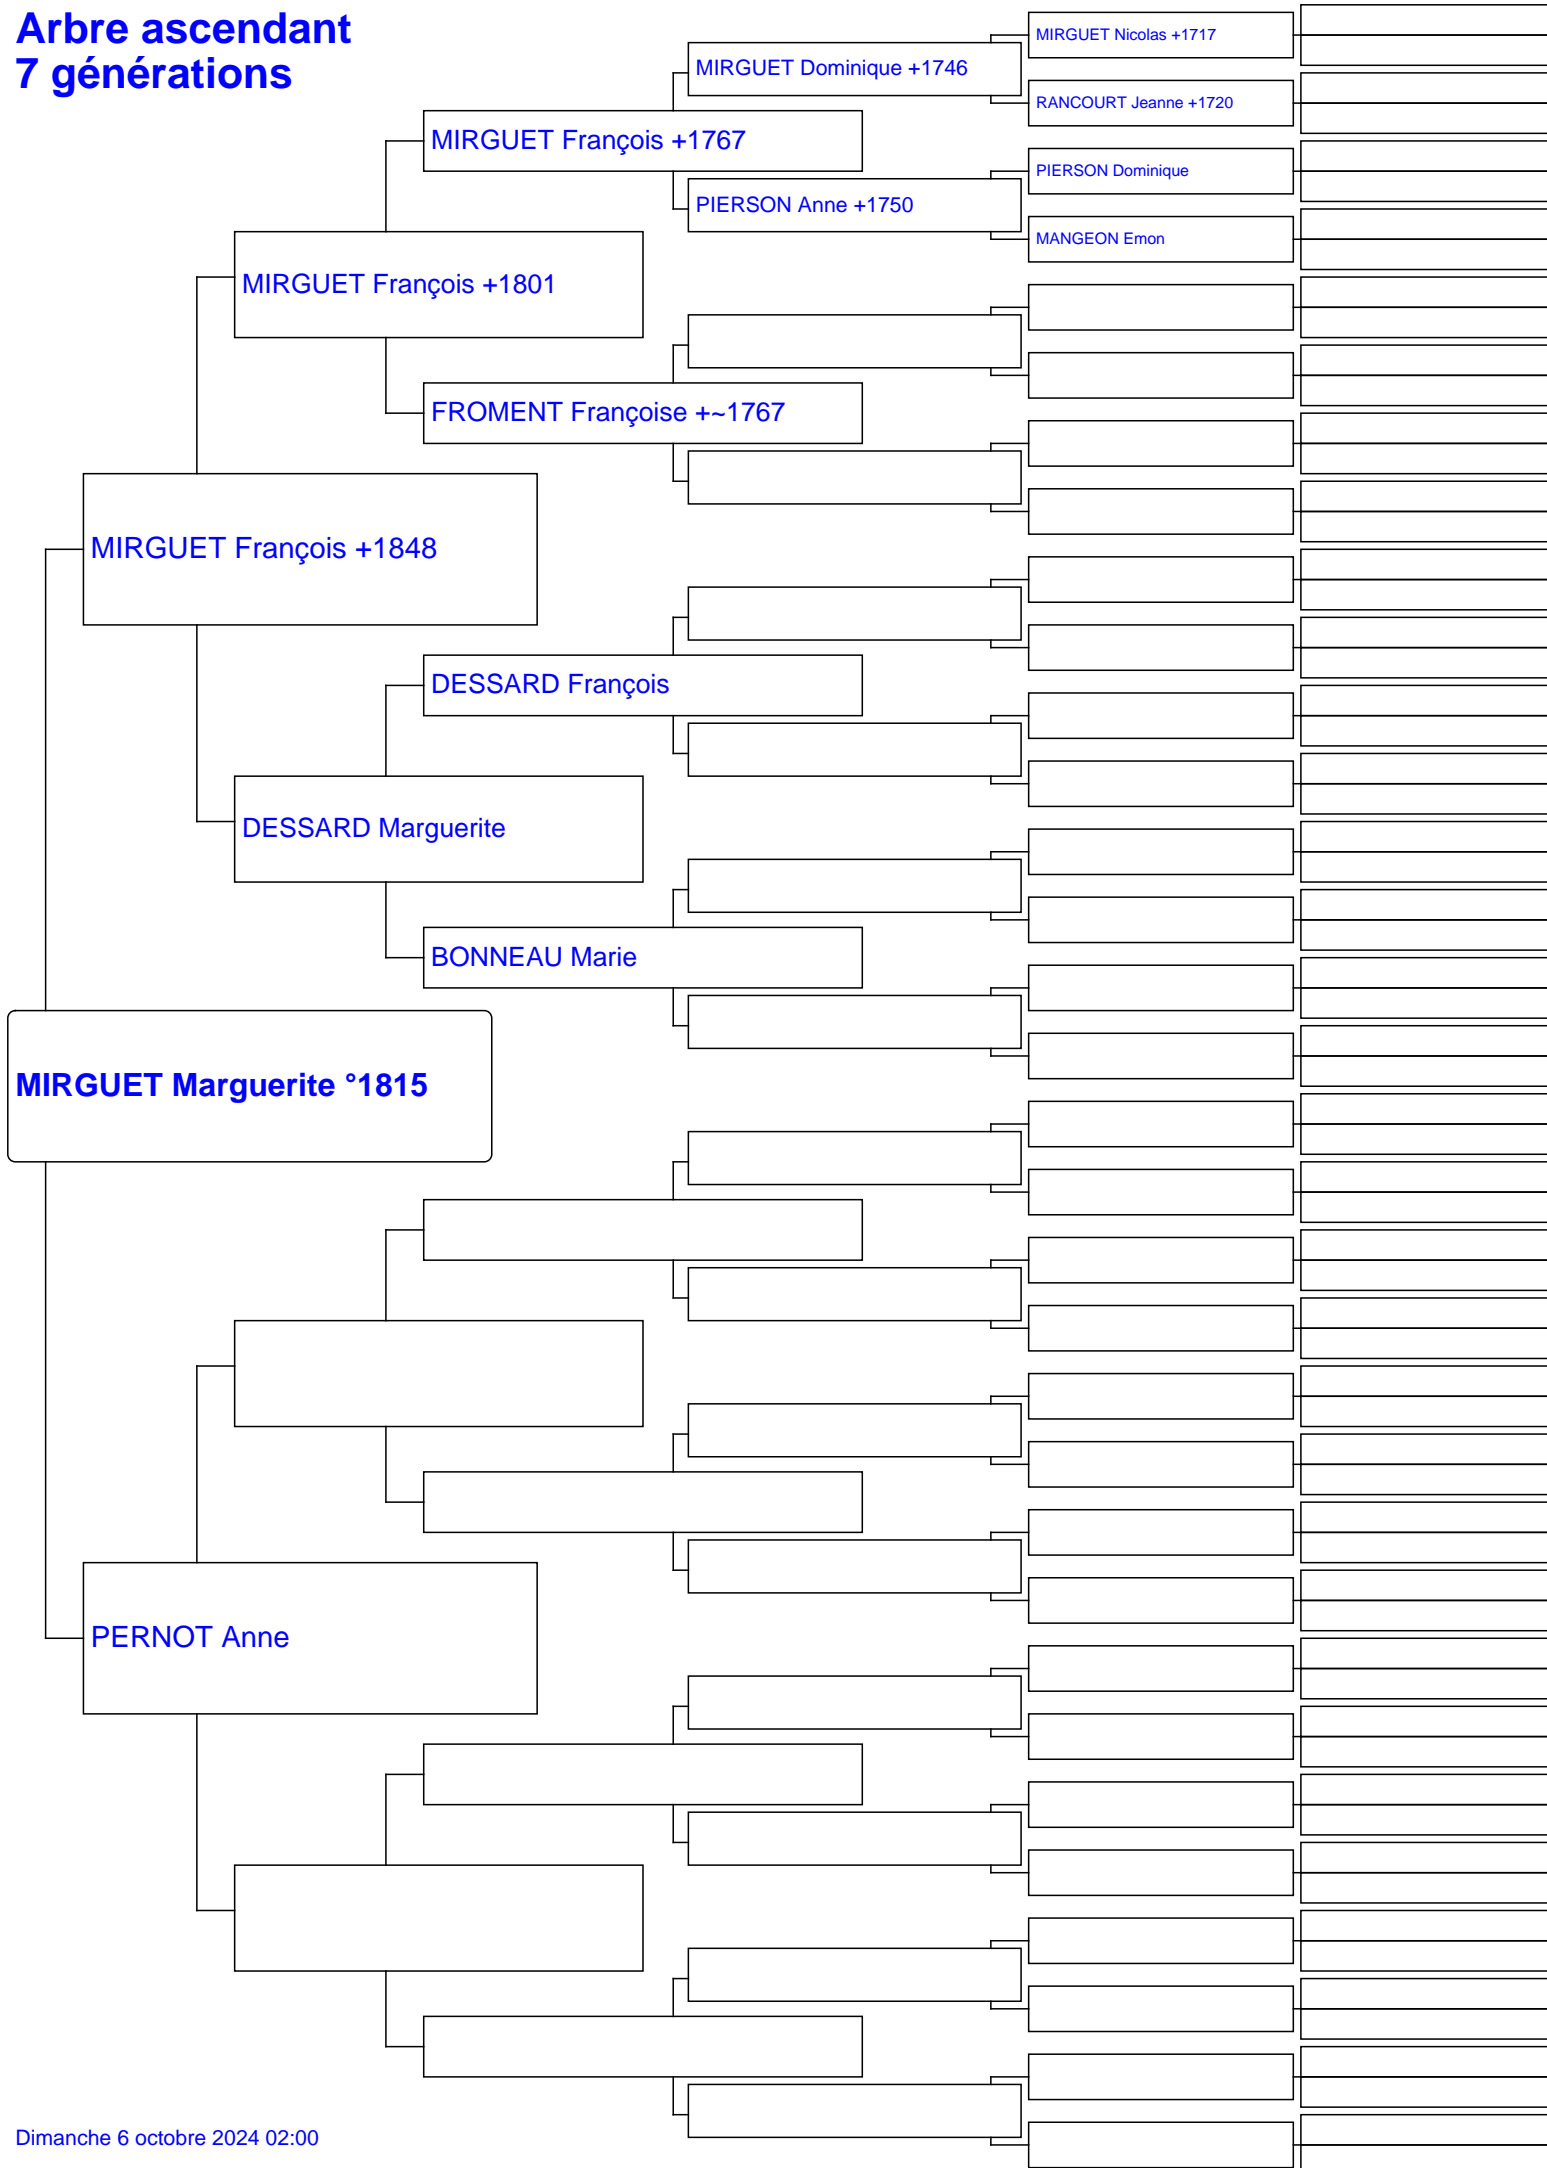 Arbre ascendant
7 générations
MIRGUET Nicolas +1717
MIRGUET Dominique +1746
RANCOURT Jeanne +1720
MIRGUET François +1767
PIERSON Dominique
PIERSON Anne +1750
MANGEON Emon
MIRGUET François +1801
FROMENT Françoise +~1767
MIRGUET François +1848
DESSARD François
DESSARD Marguerite
BONNEAU Marie
MIRGUET Marguerite °1815
PERNOT Anne
Dimanche 6 octobre 2024 02:00